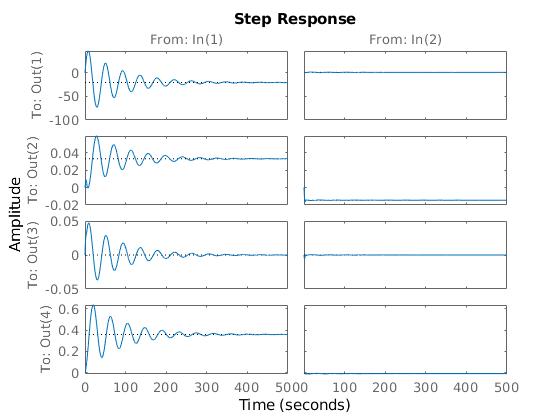 Step Response
From: In(1) From: In(2)
To: Out(1)
0
-50
-100
To: Out(2)
0.04
0.02
0
-0.02
To: Out(3)
0.05
0
-0.05
To: Out(4)
0.6
0.4
0.2
0
Amplitude
0 100 200 300 400 500 0 100 200 300 400 500
Time (seconds)